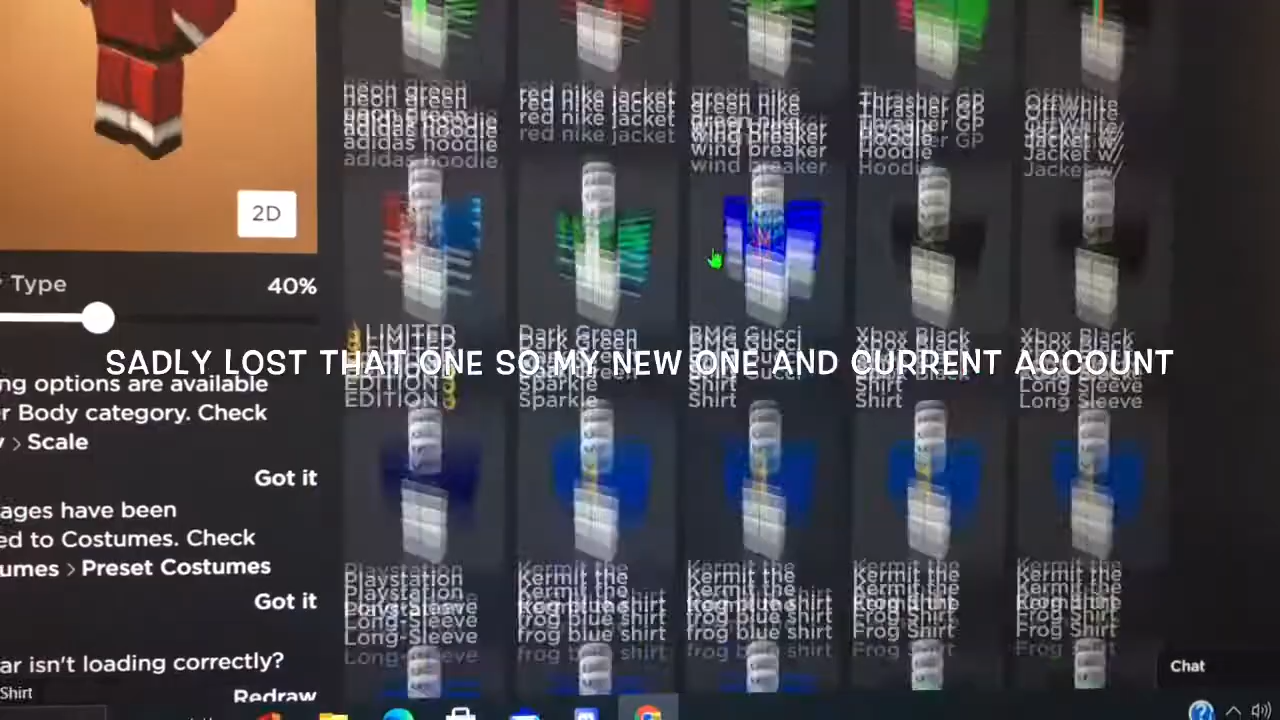 neon green
adidas hoodie
red nike jacket
green nike
wind breaker
Thrasher GP
Hoodie
OffWhite
Jacket w/
2D
Type
40%
LIMITED
EDITION
Dark Green
Sparkle
BMG Gucci
Shirt
Xbox Black
Shirt
Xbox Black
Long Sleeve
SADLY LOST THAT ONE SO MY NEW ONE AND CURRENT ACCOUNT
ng options are available
r Body category. Check
> Scale
Got it
ages have been
ed to Costumes. Check
umes > Preset Costumes
Got it
Playstation
Long-Sleeve
Kermit the
frog blue shirt
Kermit the
frog blue shirt
Kermit the
Frog Shirt
Kermit the
Frog Shirt
ar isn't loading correctly?
Redraw
Shirt
Chat